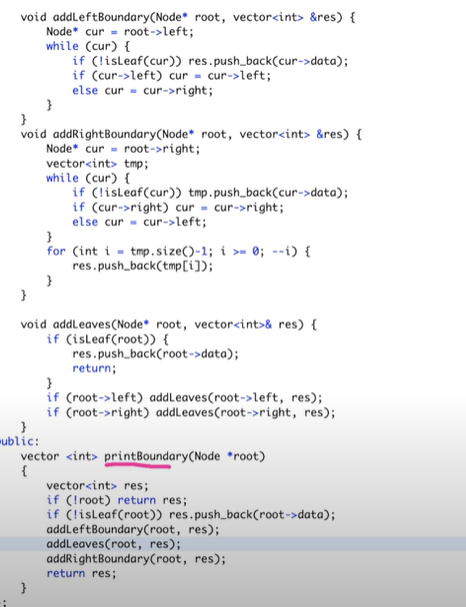 void addLeftBoundary(Node* root, vector<int> &res) {
Node* cur = root->left;
while (cur) {
if (!isLeaf(cur)) res.push_back(cur->data);
if (cur->left) cur = cur->left;
else cur = cur->right;
}
}
void addRightBoundary(Node* root, vector<int> &res) {
Node* cur = root->right;
vector<int> tmp;
while (cur) {
if (!isLeaf(cur)) tmp.push_back(cur->data);
if (cur->right) cur = cur->right;
else cur = cur->left;
}
for (int i = tmp.size()-1; i >= 0; --i) {
res.push_back(tmp[i]);
}
}
void addLeaves(Node* root, vector<int>& res) {
if (isLeaf(root)) {
res.push_back(root->data);
return;
}
if (root->left) addLeaves(root->left, res);
if (root->right) addLeaves(root->right, res);
}
ublic:
vector <int> printBoundary(Node *root)
{
vector<int> res;
if (!root) return res;
if (!isLeaf(root)) res.push_back(root->data);
addLeftBoundary(root, res);
addLeaves(root, res);
addRightBoundary(root, res);
return res;
}
;